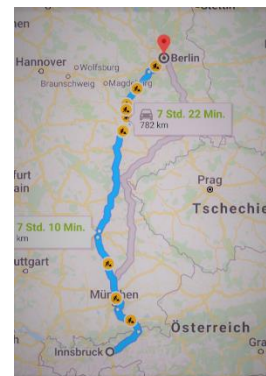 Hannover
Wolfsburg
Berlin
Braunschweig
Magdeburg
7 Std. 22 Min.
782 km
Prag
Tschechie
7 Std. 10 Min.
km
München
Österreich
Innsbruck